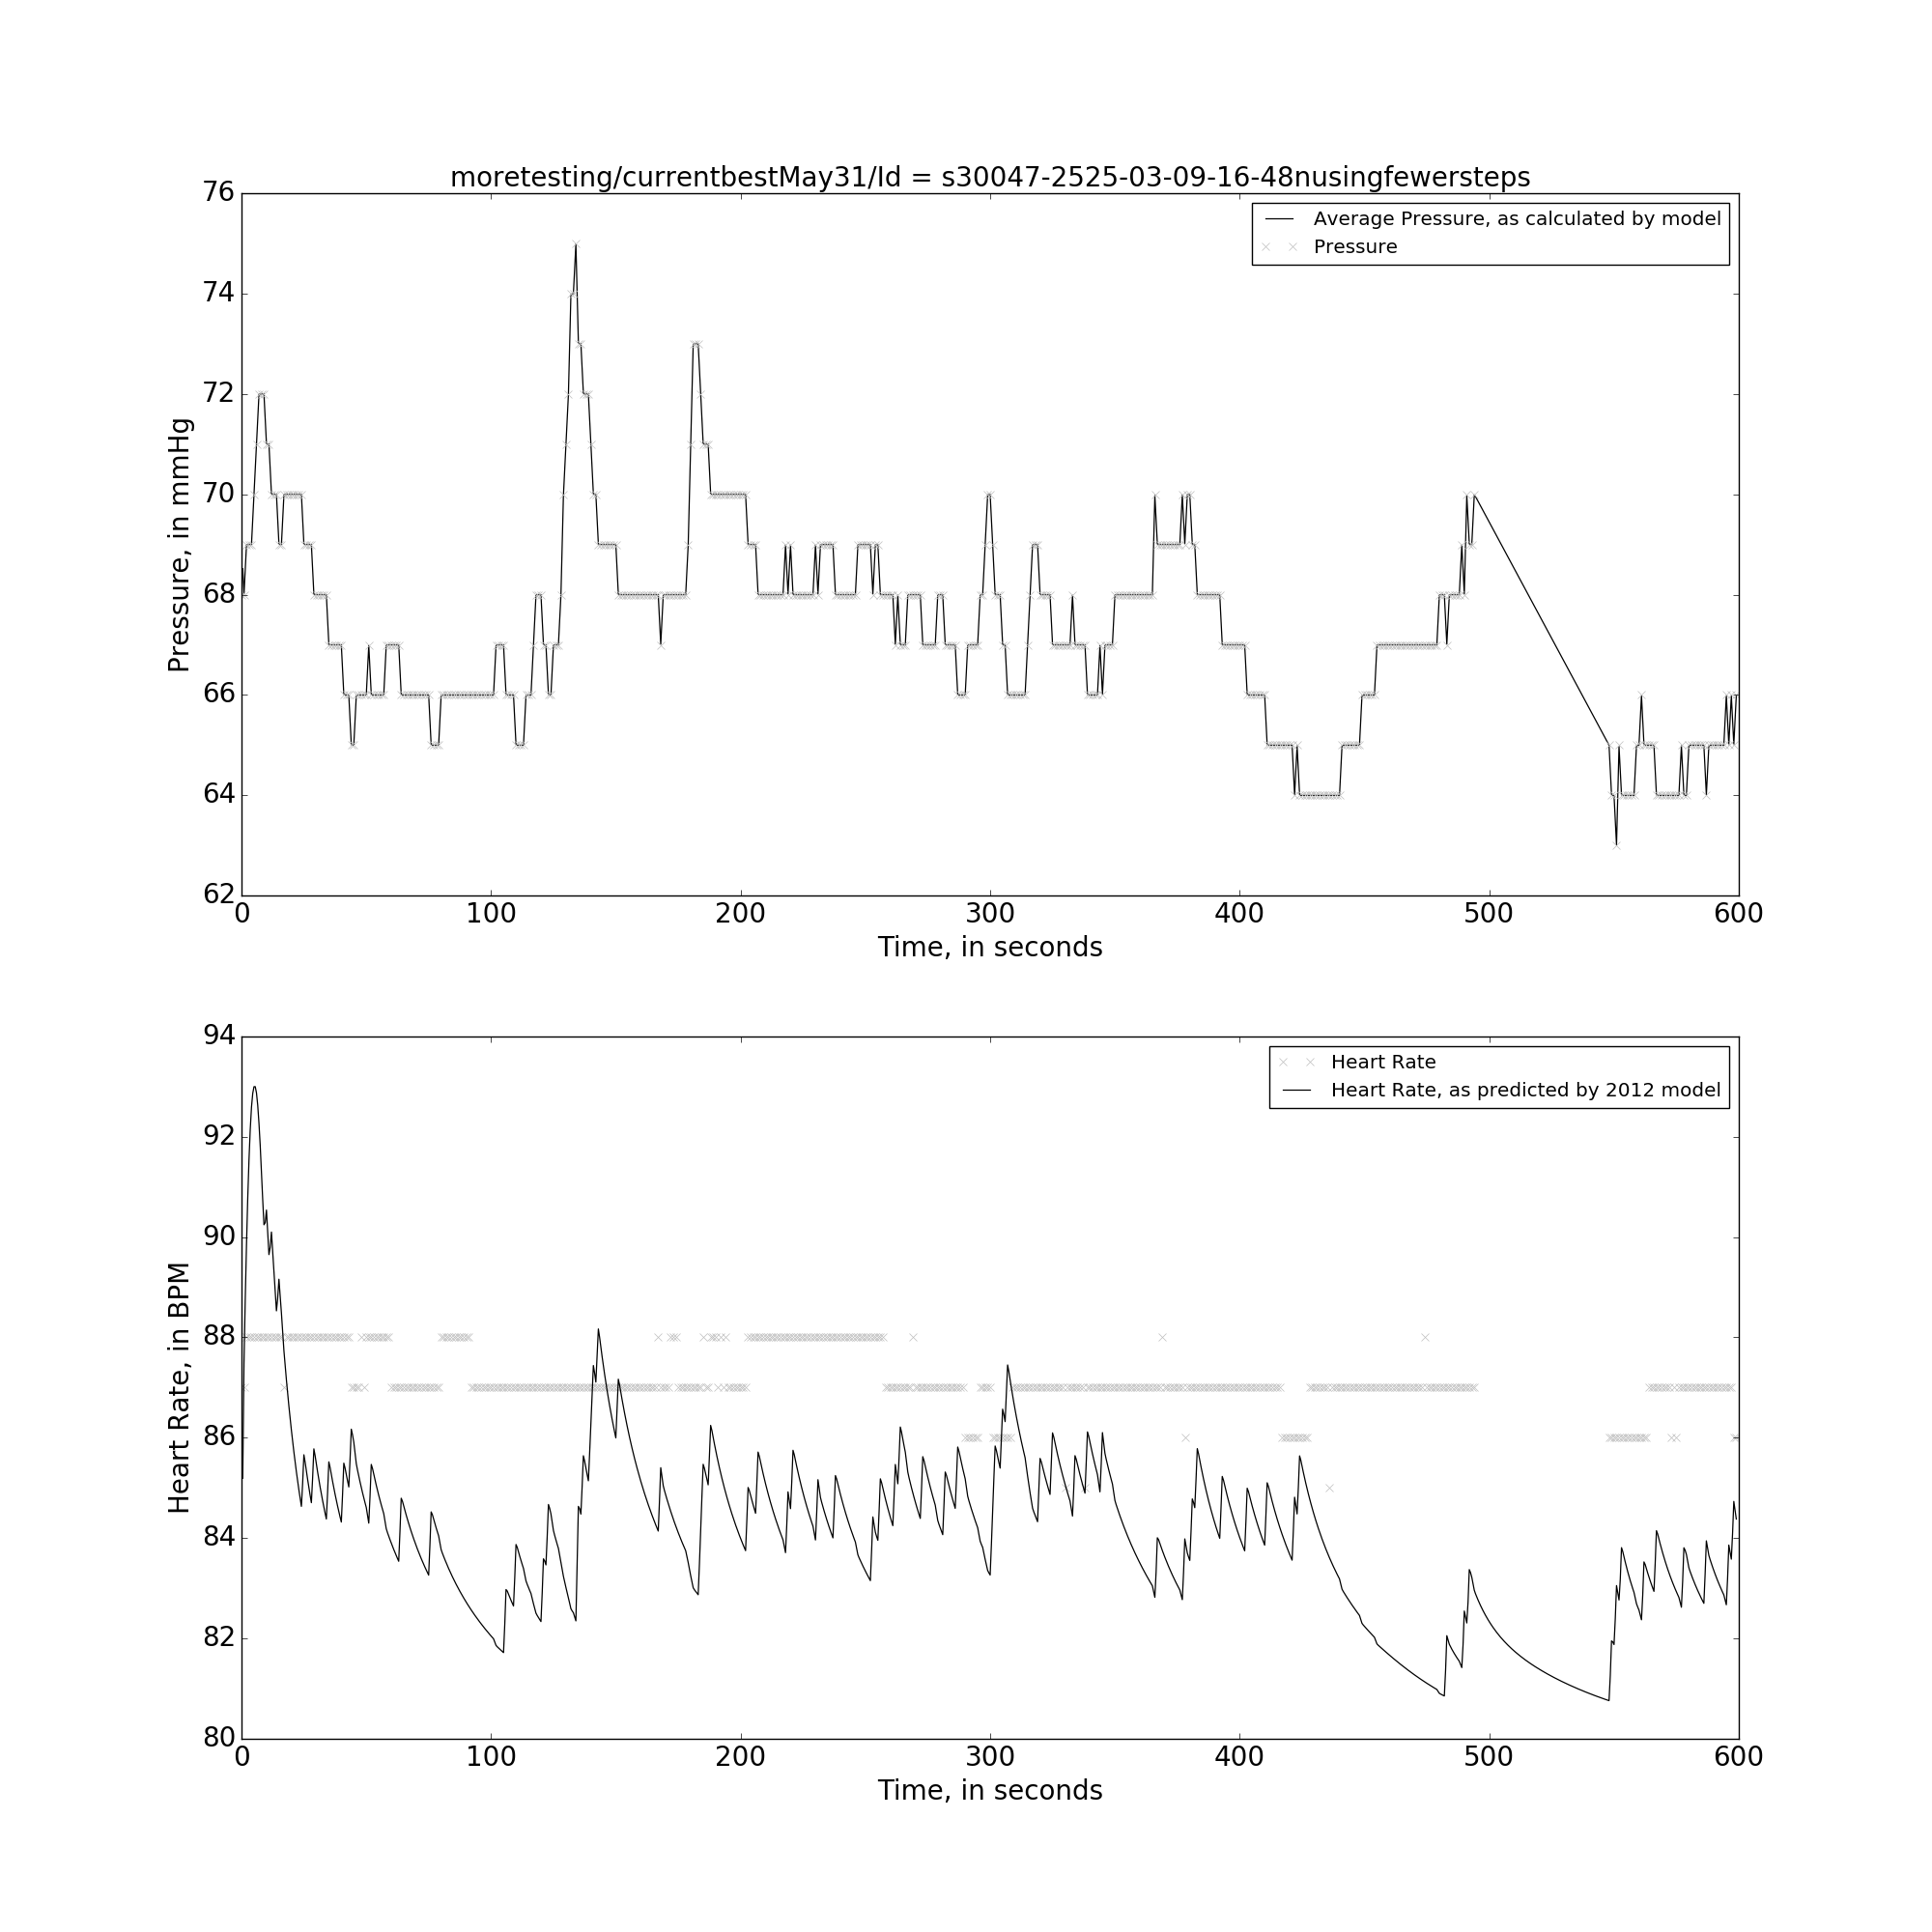 moretesting/currentbestMay31/Id = s30047-2525-03-09-16-48nusingfewersteps
76
74
72
70
68
66
64
62
Pressure, in mmHg
Average Pressure, as calculated by model
Pressure
0 100 200 300 400 500 600
Time, in seconds
94
92
90
88
86
84
82
80
Heart Rate, in BPM
Heart Rate
Heart Rate, as predicted by 2012 model
0 100 200 300 400 500 600
Time, in seconds